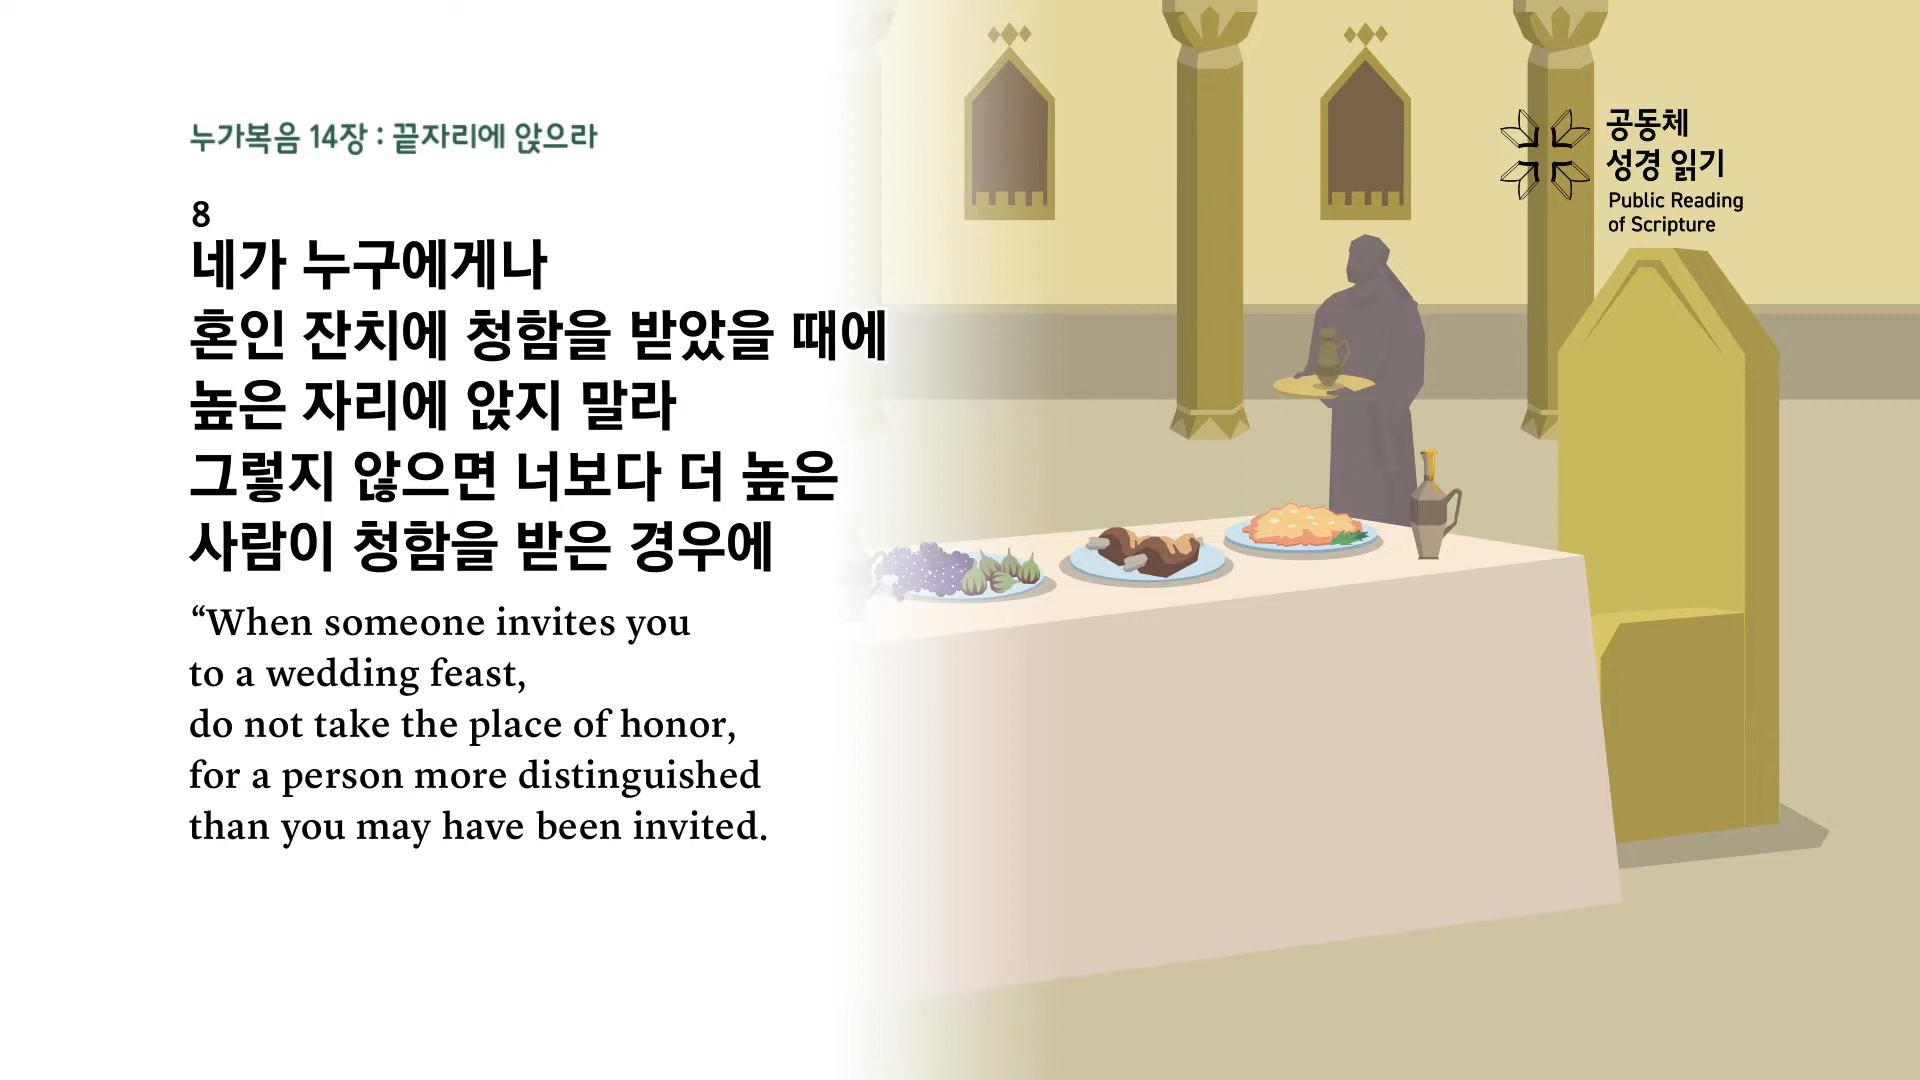 누가복음 14장 : 끝자리에 앉으라
8
네가 누구에게나
혼인 잔치에 청함을 받았을 때에
높은 자리에 앉지 말라
그렇지 않으면 너보다 더 높은
사람이 청함을 받은 경우에
“When someone invites you
to a wedding feast,
do not take the place of honor,
for a person more distinguished
than you may have been invited.
공동체
성경 읽기
Public Reading
of Scripture